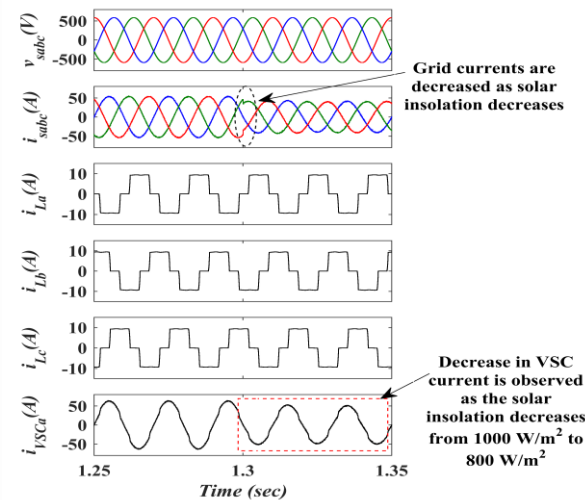 v_sabc(V)
500
0
-500
i_sabc(A)
50
0
-50
Grid currents are
decreased as solar
insolation decreases
i_La(A)
10
0
-10
i_Lb(A)
10
0
-10
i_Lc(A)
10
0
-10
i_VSCa(A)
50
0
-50
Decrease in VSC
current is observed
as the solar
insolation decreases
from 1000 W/m² to
800 W/m²
1.25
1.3
1.35
Time (sec)